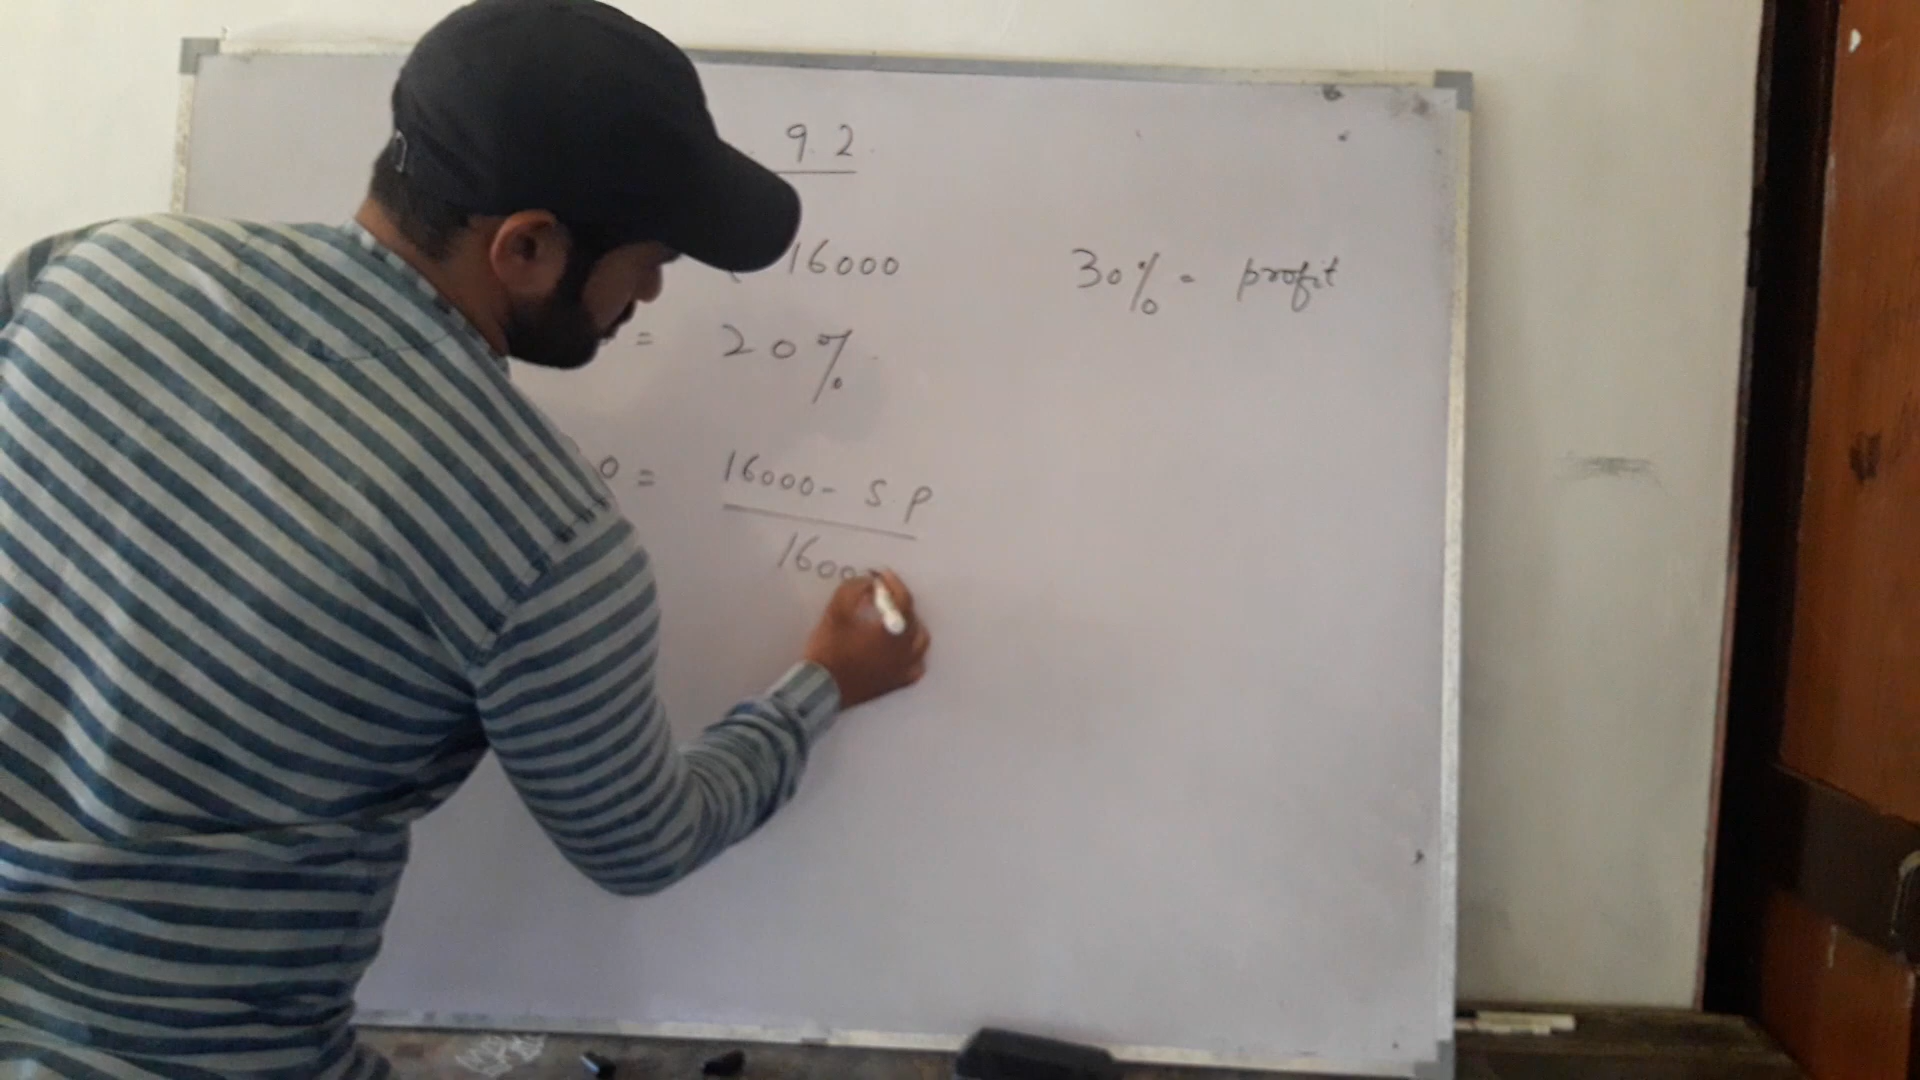 9.2
16000
30% = profit
= 20%
0 = 16000 - S.P
1600